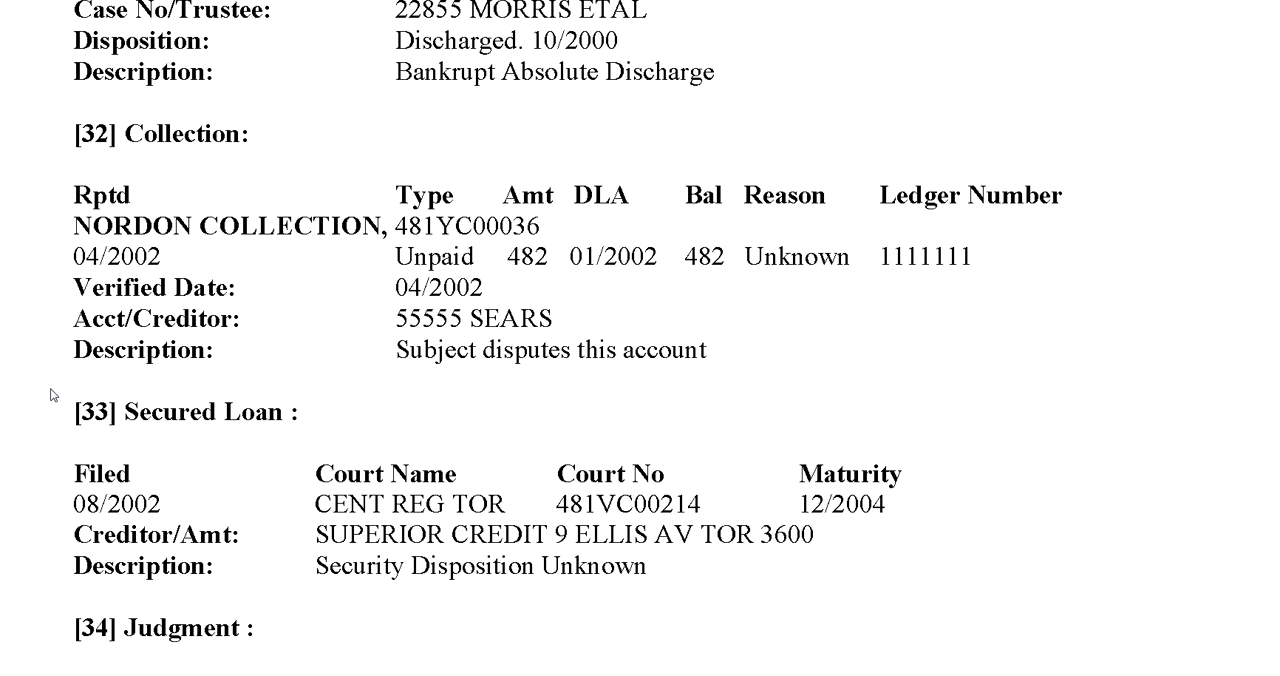 Case No/Trustee: 22855 MORRIS ETAL
Disposition: Discharged. 10/2000
Description: Bankrupt Absolute Discharge
[32] Collection:
Rptd Type Amt DLA Bal Reason Ledger Number
NORDON COLLECTION, 481YC00036
04/2002 Unpaid 482 01/2002 482 Unknown 1111111
Verified Date: 04/2002
Acct/Creditor: 55555 SEARS
Description: Subject disputes this account
[33] Secured Loan :
Filed Court Name Court No Maturity
08/2002 CENT REG TOR 481VC00214 12/2004
Creditor/Amt: SUPERIOR CREDIT 9 ELLIS AV TOR 3600
Description: Security Disposition Unknown
[34] Judgment :